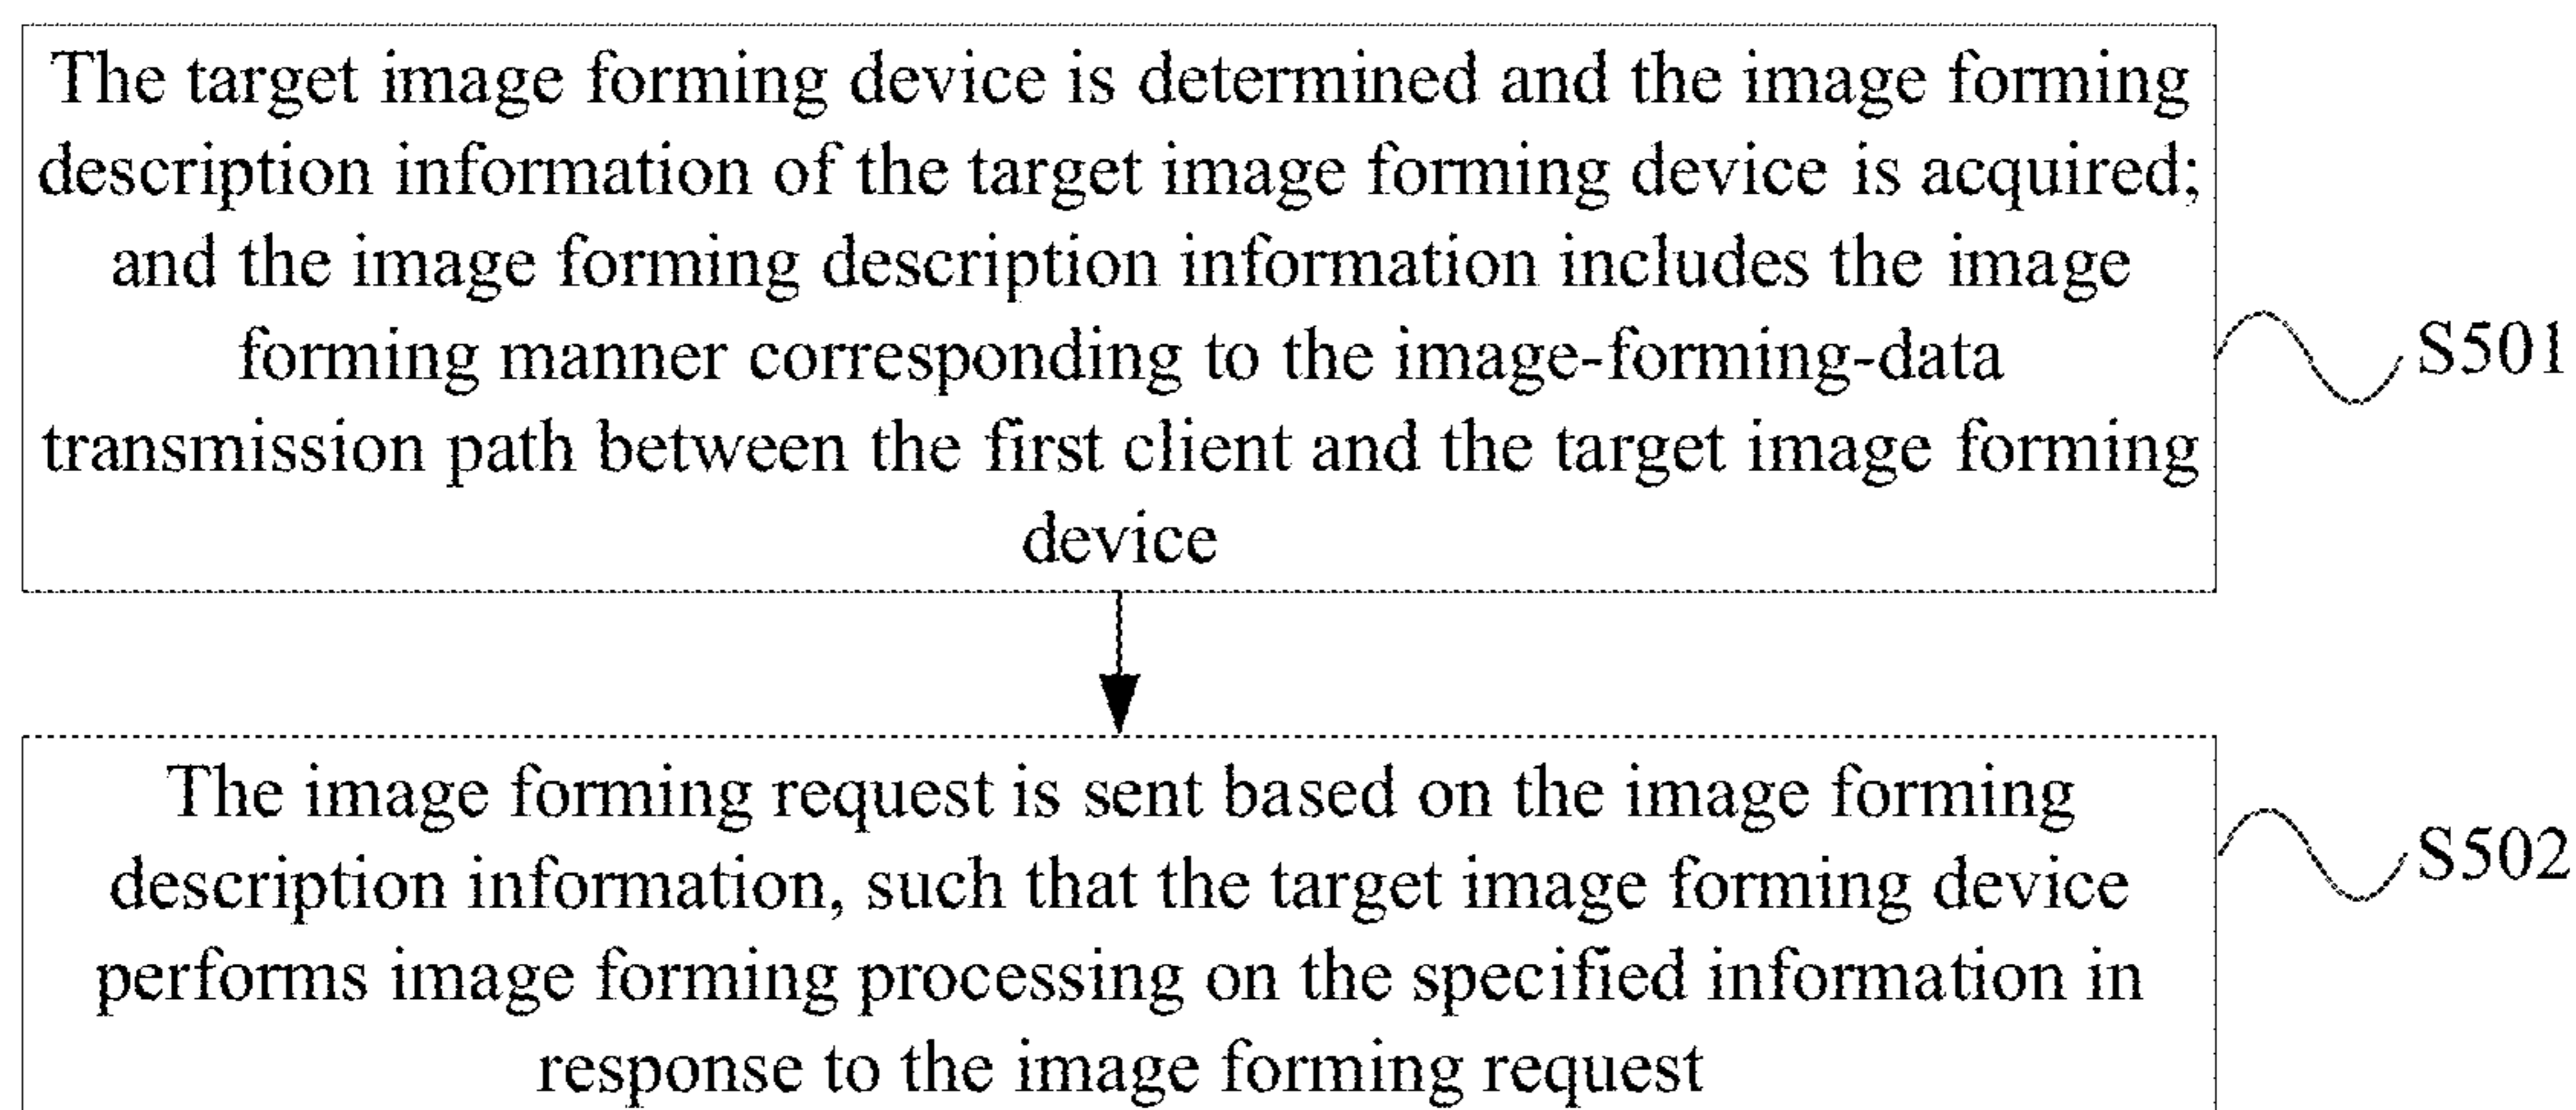 The target image forming device is determined and the image forming
description information of the target image forming device is acquired;
and the image forming description information includes the image
forming manner corresponding to the image-forming-data
transmission path between the first client and the target image forming
device
S501
The image forming request is sent based on the image forming
description information, such that the target image forming device
performs image forming processing on the specified information in
response to the image forming request
S502